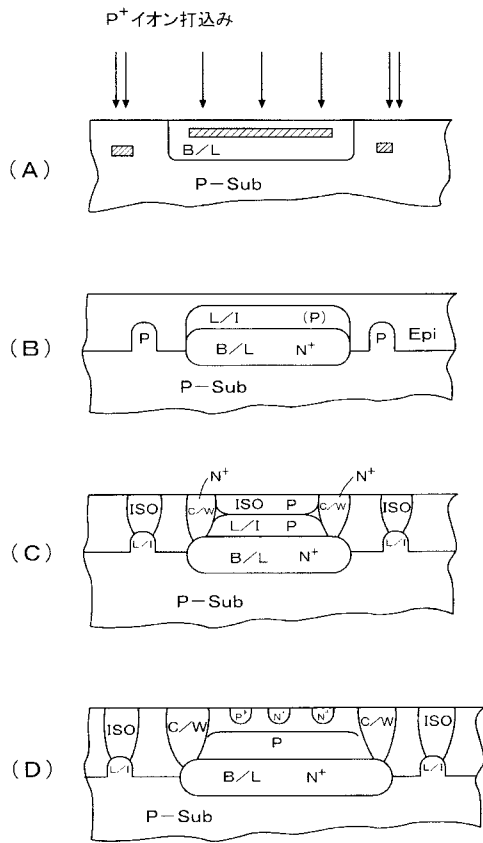 P⁺イオン打込み
(A)
B/L
P−Sub
(B)
L/I (P)
P
P
Epi
B/L N⁺
P−Sub
(C)
N⁺ N⁺
ISO C/W ISO P C/W ISO
L/I P
L/I L/I
B/L N⁺
P−Sub
(D)
P⁺ N⁺ N⁺
ISO C/W C/W ISO
P
L/I L/I
B/L N⁺
P−Sub